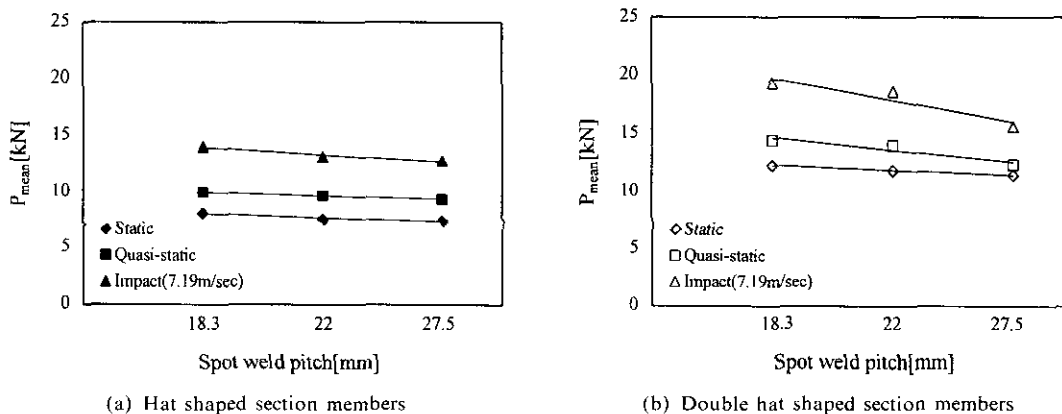 25
20
15
10
5
0
P_mean[kN]
Static
Quasi-static
Impact(7.19m/sec)
18.3 22 27.5
Spot weld pitch[mm]
(a) Hat shaped section members
25
20
15
10
5
0
P_mean[kN]
Static
Quasi-static
Impact(7.19m/sec)
18.3 22 27.5
Spot weld pitch[mm]
(b) Double hat shaped section members